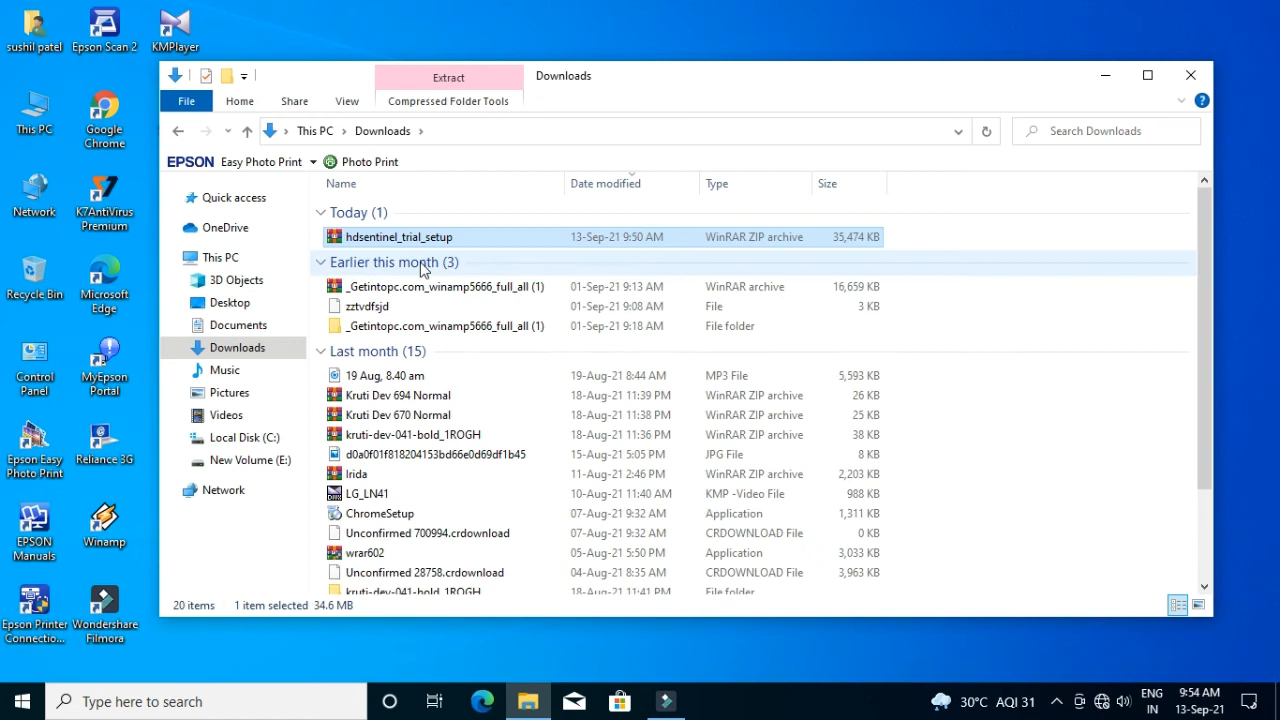 sushil patel
Epson Scan 2
KMPlayer
Extract
Downloads
File
Home
Share
View
Compressed Folder Tools
This PC
Downloads
Search Downloads
EPSON Easy Photo Print
Photo Print
Name
Date modified
Type
Size
Quick access
OneDrive
This PC
3D Objects
Desktop
Documents
Downloads
Music
Pictures
Videos
Local Disk (C:)
New Volume (E:)
Network
Today (1)
hdsentinel_trial_setup 13-Sep-21 9:50 AM WinRAR ZIP archive 35,474 KB
Earlier this month (3)
_Getintopc.com_winamp5666_full_all (1) 01-Sep-21 9:13 AM WinRAR archive 16,659 KB
zztvdfsjd 01-Sep-21 9:08 AM File 3 KB
_Getintopc.com_winamp5666_full_all (1) 01-Sep-21 9:18 AM File folder
Last month (15)
19 Aug, 8.40 am 19-Aug-21 8:44 AM MP3 File 5,593 KB
Kruti Dev 694 Normal 18-Aug-21 11:39 PM WinRAR ZIP archive 26 KB
Kruti Dev 670 Normal 18-Aug-21 11:38 PM WinRAR ZIP archive 25 KB
kruti-dev-041-bold_1ROGH 18-Aug-21 11:36 PM WinRAR ZIP archive 38 KB
d0a0f01f818204153bd66e0d69df1b45 15-Aug-21 5:05 PM JPG File 8 KB
Irida 11-Aug-21 2:46 PM WinRAR ZIP archive 2,203 KB
LG_LN41 10-Aug-21 11:40 AM KMP -Video File 988 KB
ChromeSetup 07-Aug-21 9:32 AM Application 1,311 KB
Unconfirmed 700994.crdownload 07-Aug-21 9:32 AM CRDOWNLOAD File 0 KB
wrar602 05-Aug-21 5:50 PM Application 3,033 KB
Unconfirmed 28758.crdownload 04-Aug-21 8:35 AM CRDOWNLOAD File 3,963 KB
kruti-dev-041-bold_1ROGH 18-Aug-21 11:41 PM File folder
20 items 1 item selected 34.6 MB
This PC
Google
Chrome
Network
K7AntiVirus
Premium
Recycle Bin
Microsoft
Edge
Control
Panel
MyEpson
Portal
Epson Easy
Photo Print
Reliance 3G
EPSON
Manuals
Winamp
Epson Printer
Connectio...
Wondershare
Filmora
Type here to search
30°C AQI 31
ENG
IN
9:54 AM
13-Sep-21